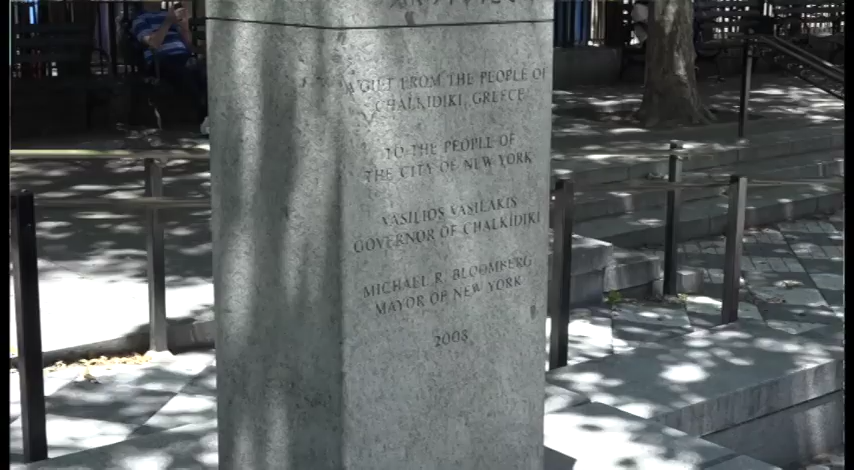 A GIFT FROM THE PEOPLE OF
CHALKIDIKI, GREECE
TO THE PEOPLE OF
THE CITY OF NEW YORK
VASILIOS VASILAKIS
GOVERNOR OF CHALKIDIKI
MICHAEL R. BLOOMBERG
MAYOR OF NEW YORK
2008